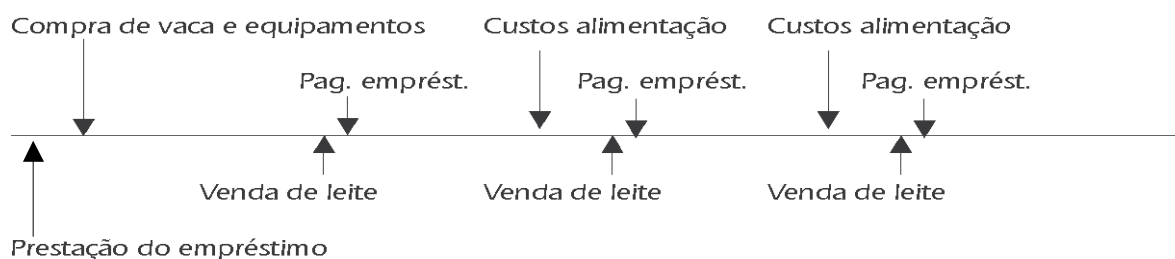 Compra de vaca e equipamentos Custos alimentação Custos alimentação
Pag. emprést. Pag. emprést. Pag. emprést.
Venda de leite Venda de leite Venda de leite
Prestação do empréstimo